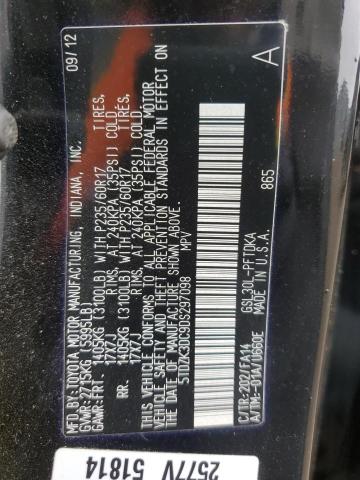 MFD.BY:TOYOTA MOTOR MANUFACTURING, INDIANA, INC. 09/12
GVWR:2715KG (5995LB)
GAWR:FRT. 1405KG (3100LB) WITH P235/60R17 TIRES,
17X7J RIMS, AT 240KPA (35PSI) COLD
RR. 1405KG (3100LB) WITH P235/60R17 TIRES,
17X7J RIMS, AT 240KPA (35PSI) COLD
THIS VEHICLE CONFORMS TO ALL APPLICABLE FEDERAL MOTOR
VEHICLE SAFETY AND THEFT PREVENTION STANDARDS IN EFFECT ON
THE DATE OF MANUFACTURE SHOWN ABOVE.
5TDZK3DC9DS297098 MPV
A
865
C/TR:202/FA14 GSL30L-PFTDKA
A/TM:-01A/U660E MADE IN U.S.A.
2577V
51814